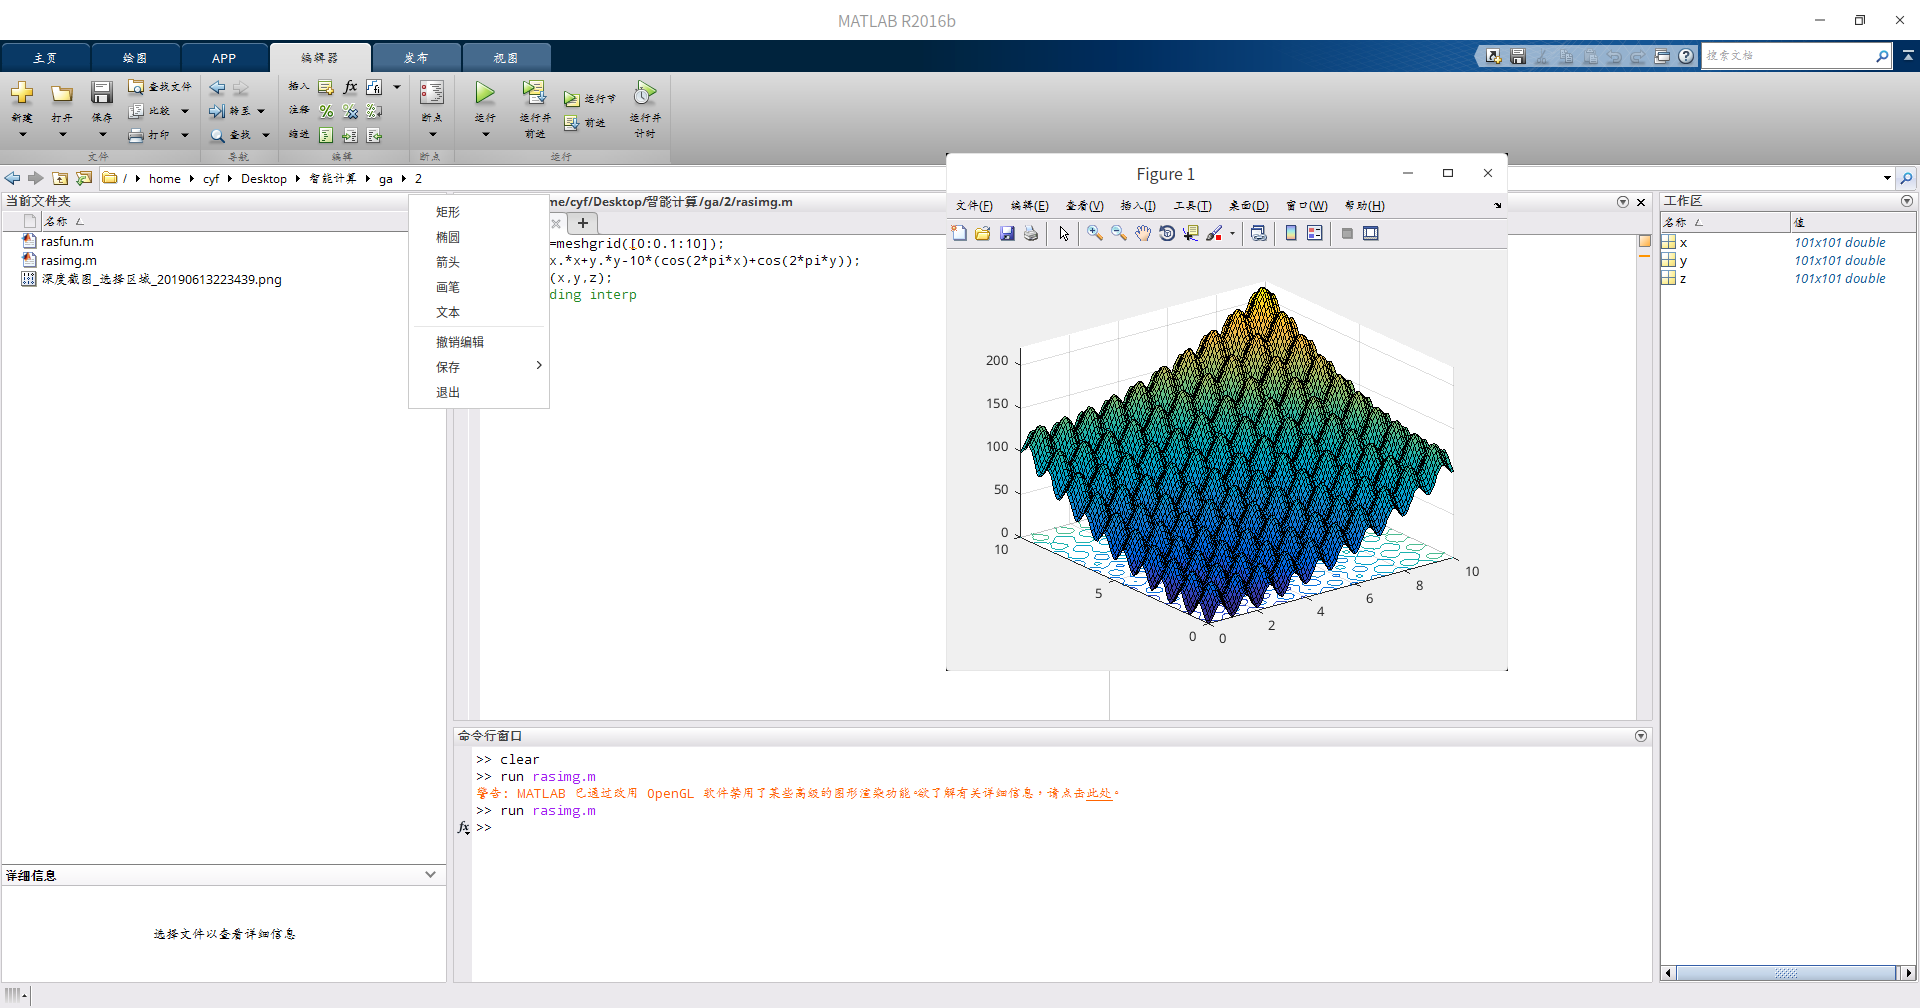 MATLAB R2016b
主页 绘图 APP 编辑器 发布 视图
搜索文档
新建 打开 保存 查找文件 比较 打印
转至 查找
插入 fx
注释
缩进
断点
运行 运行并前进 运行节 前进 运行并计时
文件 导航 编辑 断点 运行
/ home cyf Desktop 智能计算 ga 2
当前文件夹
名称
rasfun.m
rasimg.m
深度截图_选择区域_20190613223439.png
详细信息
选择文件以查看详细信息
矩形
椭圆
箭头
画笔
文本
撤销编辑
保存
退出
me/cyf/Desktop/智能计算/ga/2/rasimg.m
=meshgrid([0:0.1:10]);
x.*x+y.*y-10*(cos(2*pi*x)+cos(2*pi*y));
(x,y,z);
ding interp
Figure 1
文件(F) 编辑(E) 查看(V) 插入(I) 工具(T) 桌面(D) 窗口(W) 帮助(H)
200
150
100
50
0
10
5
0
0
2
4
6
8
10
命令行窗口
>> clear
>> run rasimg.m
警告: MATLAB 已通过改用 OpenGL 软件禁用了某些高级的图形渲染功能。欲了解有关详细信息，请点击此处。
>> run rasimg.m
fx >>
工作区
名称 值
x 101x101 double
y 101x101 double
z 101x101 double